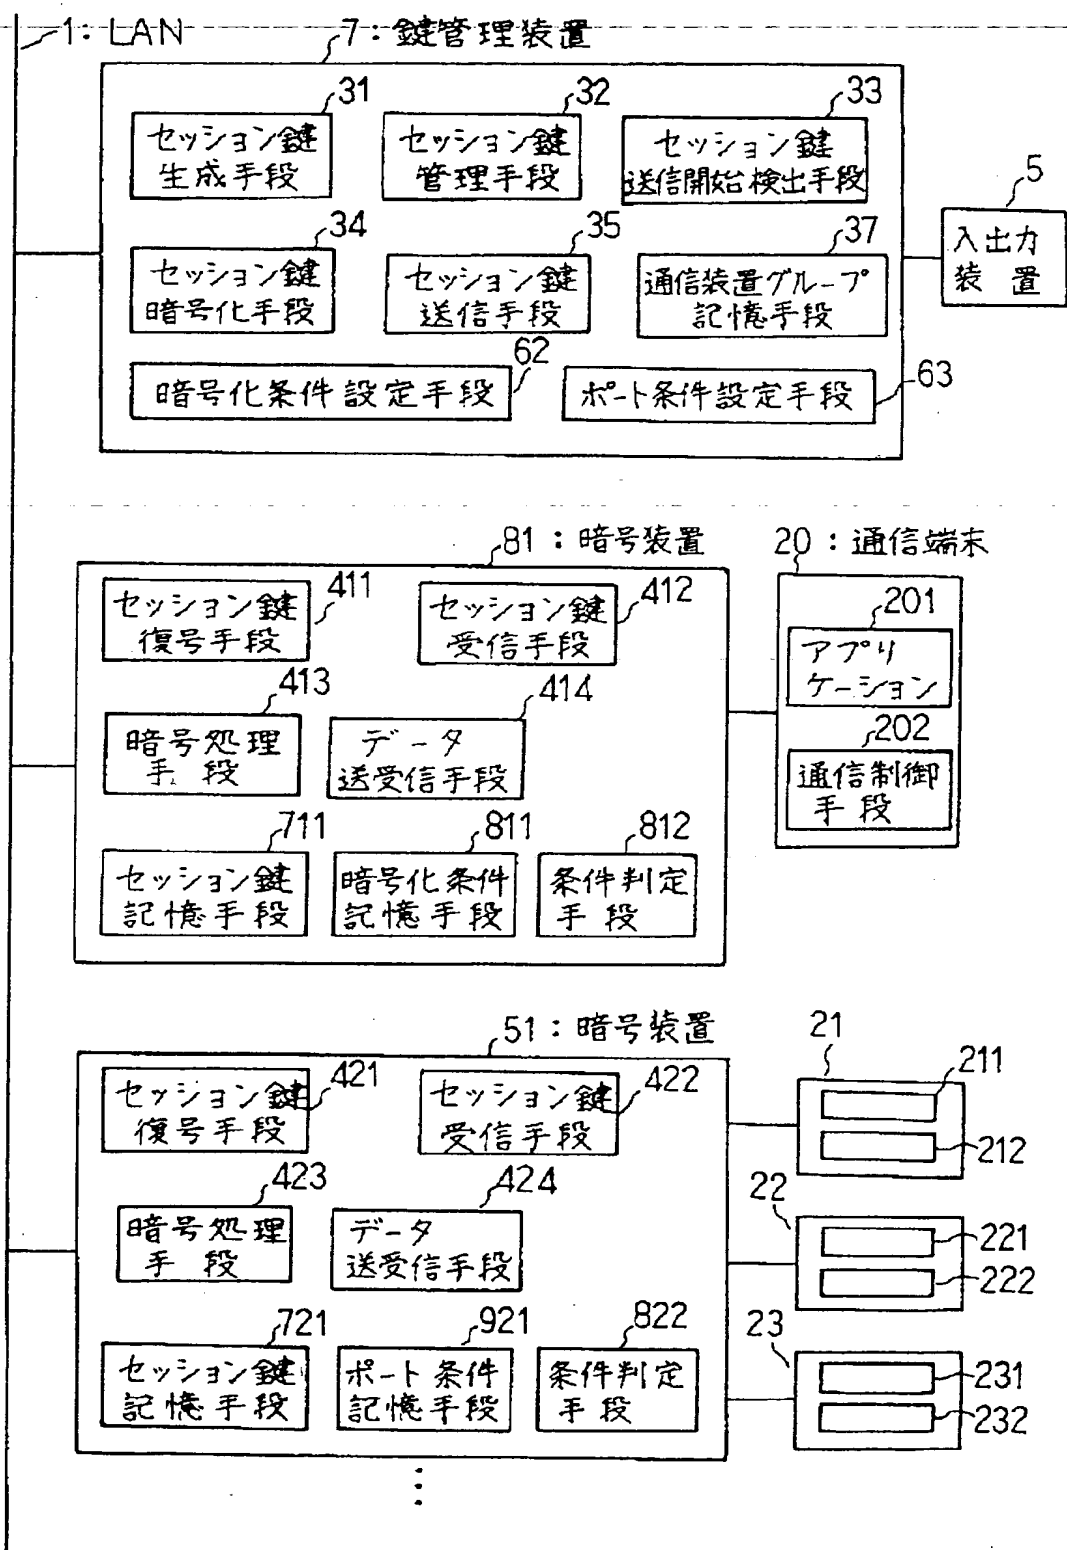 1: LAN
7: 鍵管理装置
31
セッション鍵
生成手段
32
セッション鍵
管理手段
33
セッション鍵
送信開始検出手段
5
入出力
装置
34
セッション鍵
暗号化手段
35
セッション鍵
送信手段
37
通信装置グループ
記憶手段
62
暗号化条件設定手段
63
ポート条件設定手段
81:暗号装置
411
セッション鍵
復号手段
412
セッション鍵
受信手段
413
暗号処理
手段
414
データ
送受信手段
711
セッション鍵
記憶手段
811
暗号化条件
記憶手段
812
条件判定
手段
20:通信端末
201
アプリ
ケーション
202
通信制御
手段
51:暗号装置
421
セッション鍵
復号手段
422
セッション鍵
受信手段
423
暗号処理
手段
424
データ
送受信手段
721
セッション鍵
記憶手段
921
ポート条件
記憶手段
822
条件判定
手段
21
211
212
22
221
222
23
231
232